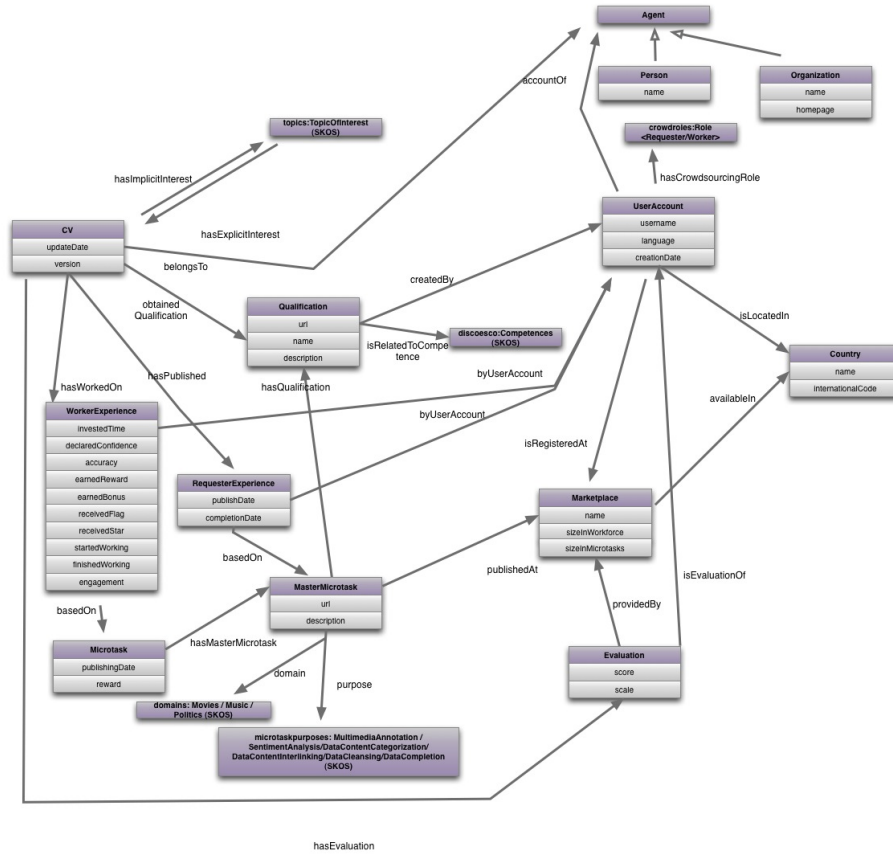 Agent
Person
name
Organization
name
homepage
accountOf
topics:TopicOfInterest
(SKOS)
crowdroles:Role
<Requester/Worker>
hasImplicitInterest
hasCrowdsourcingRole
UserAccount
username
language
creationDate
CV
updateDate
version
hasExplicitInterest
belongsTo
createdBy
obtained
Qualification
Qualification
url
name
description
isRelatedToCompe
tence
discoesco:Competences
(SKOS)
isLocatedIn
Country
name
internationalCode
hasWorkedOn
hasPublished
hasQualification
byUserAccount
byUserAccount
availableIn
WorkerExperience
investedTime
declaredConfidence
accuracy
earnedReward
earnedBonus
receivedFlag
receivedStar
startedWorking
finishedWorking
engagement
isRegisteredAt
RequesterExperience
publishDate
completionDate
Marketplace
name
sizeInWorkforce
sizeInMicrotasks
basedOn
publishedAt
isEvaluationOf
MasterMicrotask
url
description
basedOn
providedBy
Microtask
publishingDate
reward
hasMasterMicrotask
Evaluation
score
scale
domain
purpose
domains: Movies / Music /
Politics (SKOS)
microtaskpurposes: MultimediaAnnotation /
SentimentAnalysis/DataContentCategorization/
DataContentInterlinking/DataCleansing/DataCompletion
(SKOS)
hasEvaluation